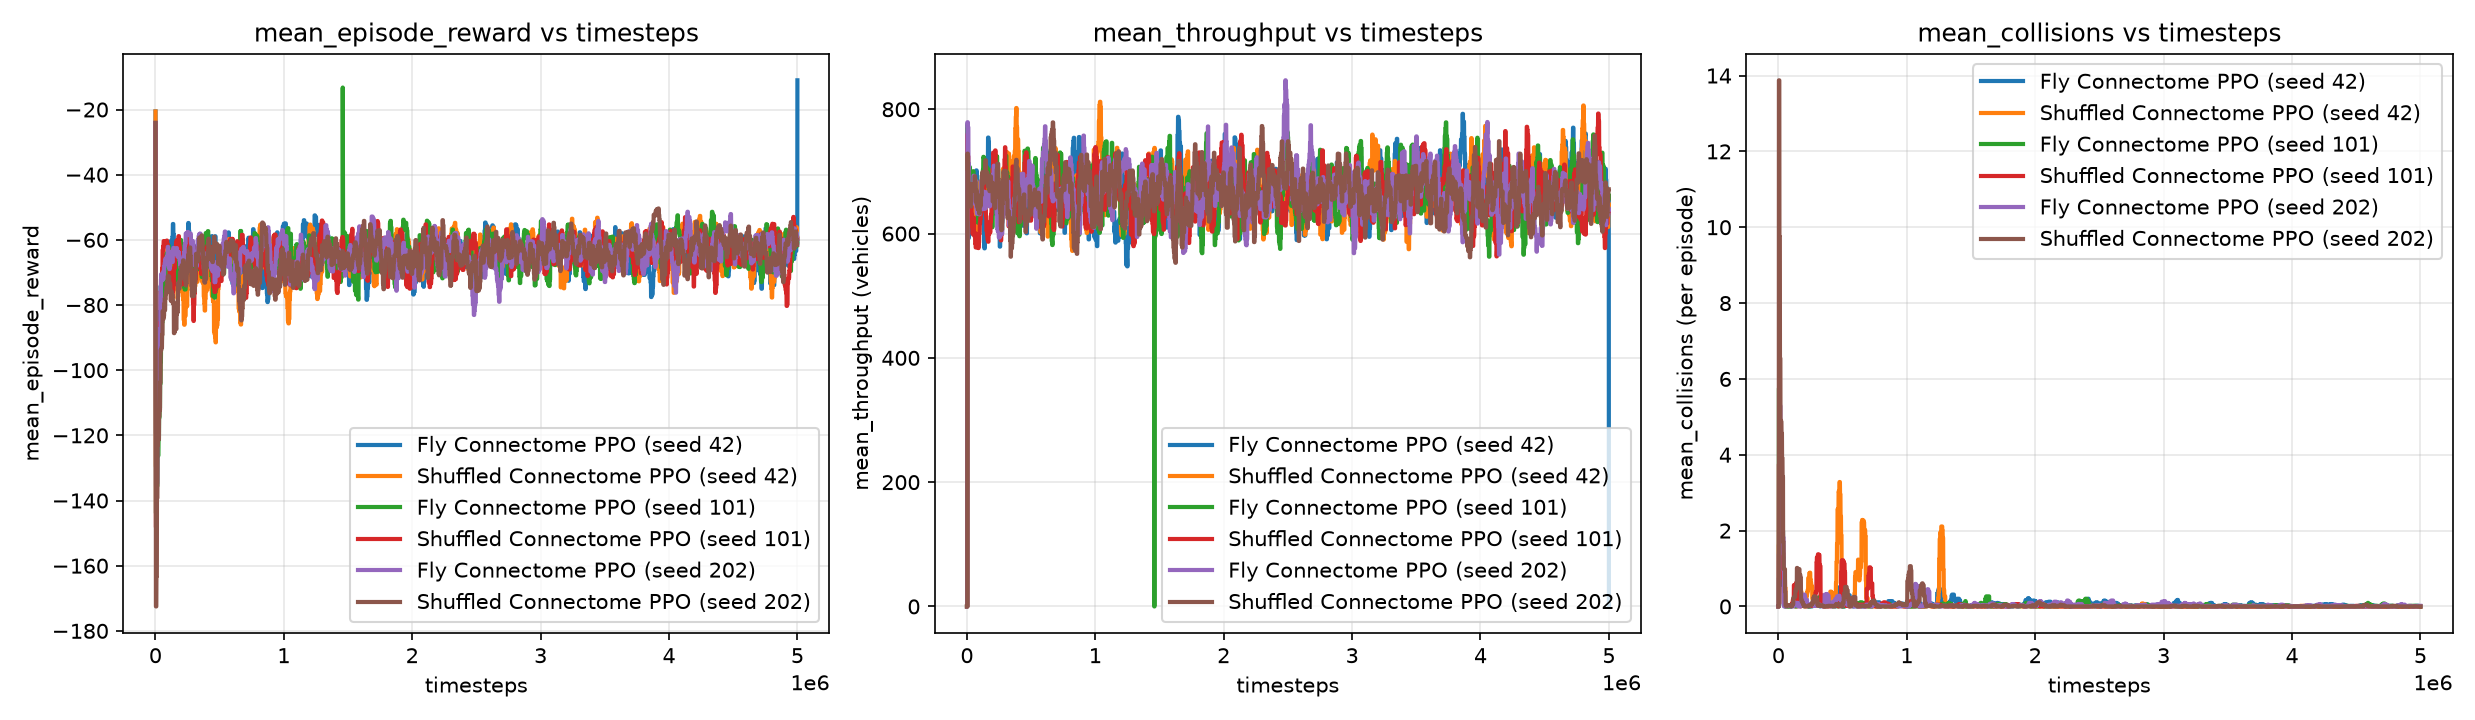 mean_episode_reward vs timesteps
mean_episode_reward
−20
−40
−60
−80
−100
−120
−140
−160
−180
Fly Connectome PPO (seed 42)
Shuffled Connectome PPO (seed 42)
Fly Connectome PPO (seed 101)
Shuffled Connectome PPO (seed 101)
Fly Connectome PPO (seed 202)
Shuffled Connectome PPO (seed 202)
0 1 2 3 4 5
1e6
timesteps
mean_throughput vs timesteps
mean_throughput (vehicles)
800
600
400
200
0
Fly Connectome PPO (seed 42)
Shuffled Connectome PPO (seed 42)
Fly Connectome PPO (seed 101)
Shuffled Connectome PPO (seed 101)
Fly Connectome PPO (seed 202)
Shuffled Connectome PPO (seed 202)
0 1 2 3 4 5
1e6
timesteps
mean_collisions vs timesteps
mean_collisions (per episode)
14
12
10
8
6
4
2
0
Fly Connectome PPO (seed 42)
Shuffled Connectome PPO (seed 42)
Fly Connectome PPO (seed 101)
Shuffled Connectome PPO (seed 101)
Fly Connectome PPO (seed 202)
Shuffled Connectome PPO (seed 202)
0 1 2 3 4 5
1e6
timesteps